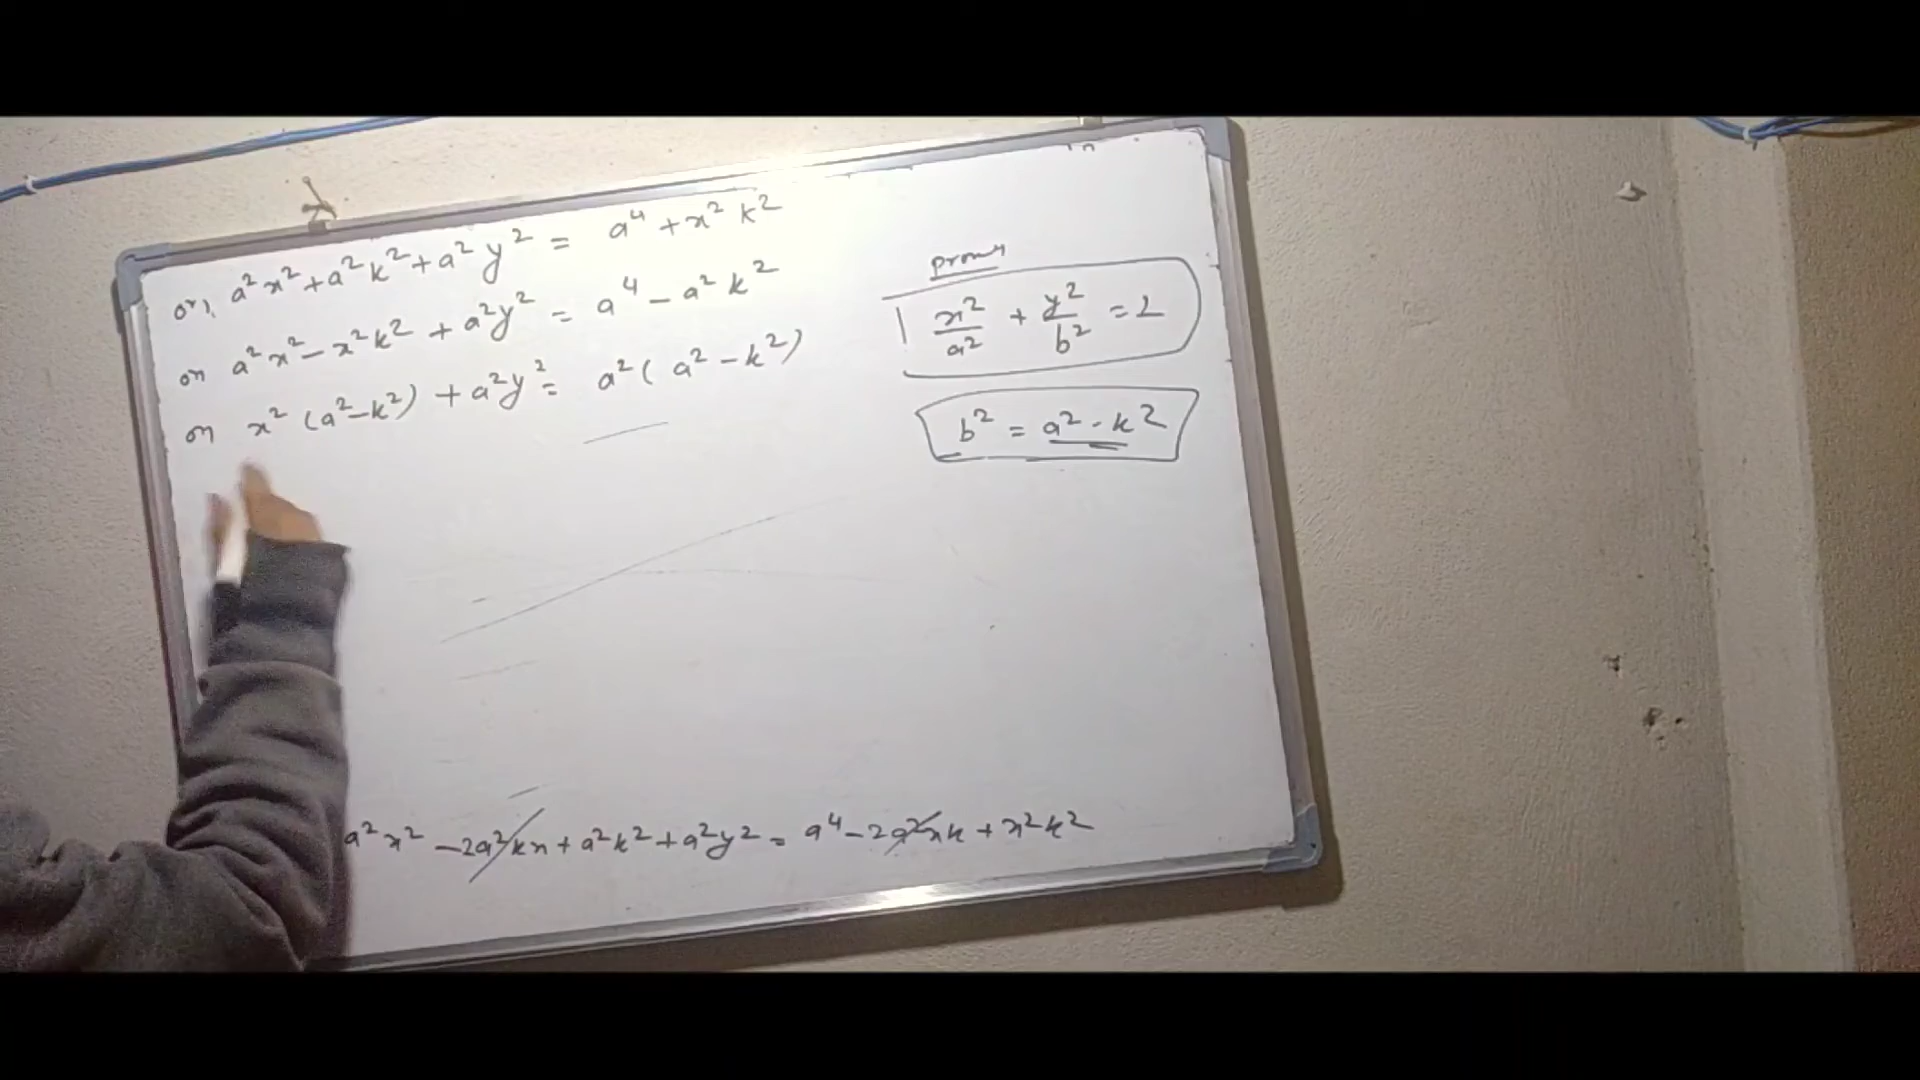 or, a²x²+a²k²+a²y² = a⁴+x²k²
or a²x²-x²k²+a²y² = a⁴-a²k²
or x²(a²-k²)+a²y² = a²(a²-k²)
x²/a² + y²/b² = 1
b² = a²-k²
a²x²-2a²kx+a²k²+a²y² = a⁴-2a²xk+x²k²